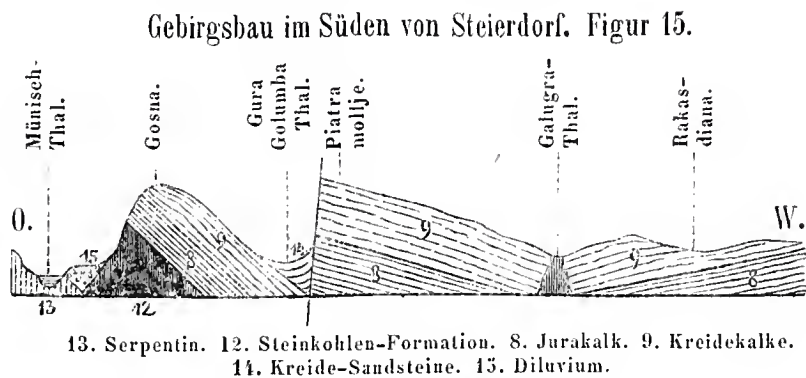 Gebirgsbau im Süden von Steierdorf. Figur 15.
Münisch-
Thal.
Gosna.
Gura
Golumba
Thal.
Piatra
molije.
Galugra-
Thal.
Rakas-
diana.
O.
W.
15
9
8
14
9
8
9
8
13
12
13. Serpentin. 12. Steinkohlen-Formation. 8. Jurakalk. 9. Kreidekalke.
14. Kreide-Sandsteine. 15. Diluvium.